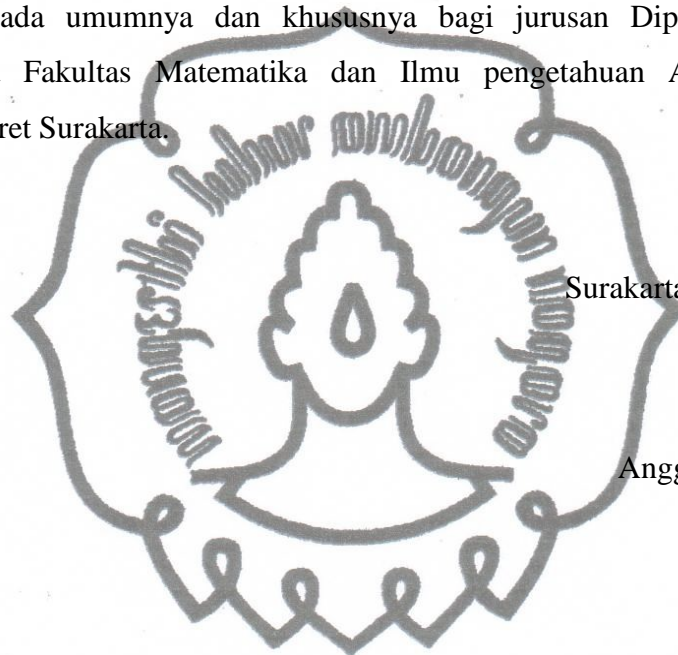 ada umumnya dan khususnya bagi jurusan Dip
Fakultas Matematika dan Ilmu pengetahuan A
ret Surakarta.
Surakarta
Angg